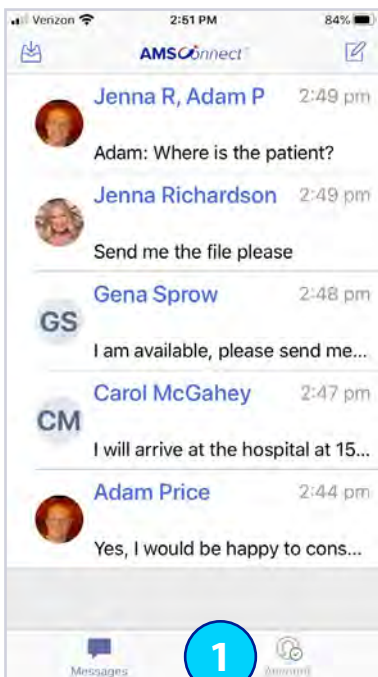 Verizon 2:51 PM 84%
AMSConnect
Jenna R, Adam P 2:49 pm
Adam: Where is the patient?
Jenna Richardson 2:49 pm
Send me the file please
GS
Gena Sprow 2:48 pm
I am available, please send me...
CM
Carol McGahey 2:47 pm
I will arrive at the hospital at 15...
Adam Price 2:44 pm
Yes, I would be happy to cons...
1
Messages Account